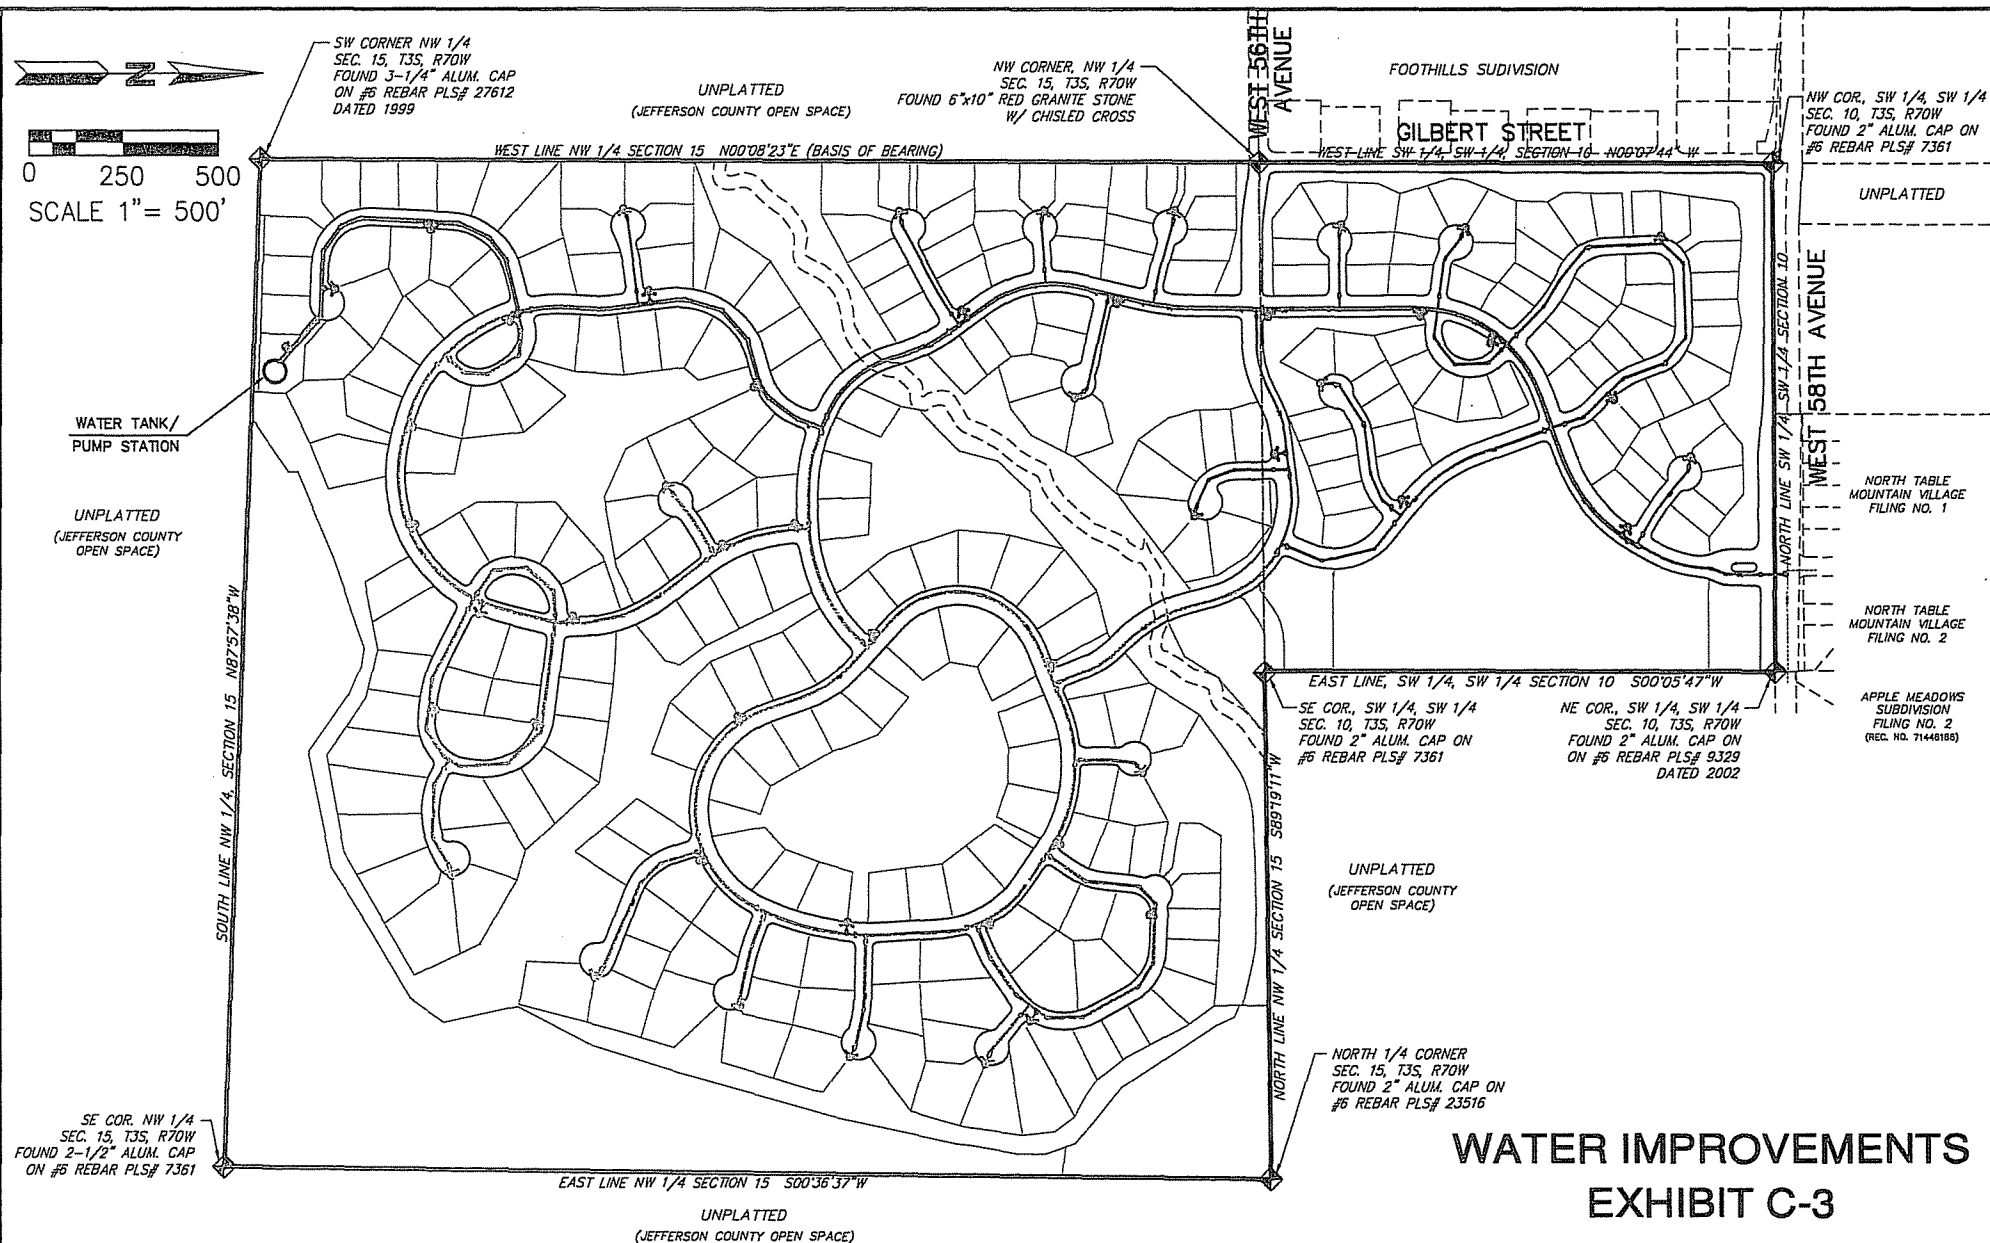 SW CORNER NW 1/4
SEC. 15, T3S, R70W
FOUND 3-1/4" ALUM. CAP
ON #6 REBAR PLS# 27612
DATED 1999
N
0 250 500
SCALE 1"= 500'
UNPLATTED
(JEFFERSON COUNTY OPEN SPACE)
NW CORNER, NW 1/4
SEC. 15, T3S, R70W
FOUND 6"x10" RED GRANITE STONE
W/ CHISLED CROSS
WEST 56TH
AVENUE
FOOTHILLS SUDIVISION
GILBERT STREET
NW COR., SW 1/4, SW 1/4
SEC. 10, T3S, R70W
FOUND 2" ALUM. CAP ON
#6 REBAR PLS# 7361
WEST LINE NW 1/4 SECTION 15 N00°08'23"E (BASIS OF BEARING)
WEST LINE SW 1/4, SW 1/4, SECTION 10 N00°07'44" W
UNPLATTED
WEST 58TH AVENUE
NORTH LINE SW 1/4, SW 1/4 SECTION 10
WATER TANK/
PUMP STATION
UNPLATTED
(JEFFERSON COUNTY
OPEN SPACE)
NORTH TABLE
MOUNTAIN VILLAGE
FILING NO. 1
NORTH TABLE
MOUNTAIN VILLAGE
FILING NO. 2
SOUTH LINE NW 1/4, SECTION 15 N87°57'38"W
EAST LINE, SW 1/4, SW 1/4 SECTION 10 S00°05'47"W
SE COR., SW 1/4, SW 1/4
SEC. 10, T3S, R70W
FOUND 2" ALUM. CAP ON
#6 REBAR PLS# 7361
NE COR., SW 1/4, SW 1/4
SEC. 10, T3S, R70W
FOUND 2" ALUM. CAP ON
ON #6 REBAR PLS# 9329
DATED 2002
APPLE MEADOWS
SUBDIVISION
FILING NO. 2
(REC. NO. 71446166)
NORTH LINE NW 1/4 SECTION 15 S89°19'11"W
UNPLATTED
(JEFFERSON COUNTY
OPEN SPACE)
NORTH 1/4 CORNER
SEC. 15, T3S, R70W
FOUND 2" ALUM. CAP ON
#6 REBAR PLS# 23516
SE COR. NW 1/4
SEC. 15, T3S, R70W
FOUND 2-1/2" ALUM. CAP
ON #6 REBAR PLS# 7361
EAST LINE NW 1/4 SECTION 15 S00°36'37"W
UNPLATTED
(JEFFERSON COUNTY OPEN SPACE)
WATER IMPROVEMENTS
EXHIBIT C-3